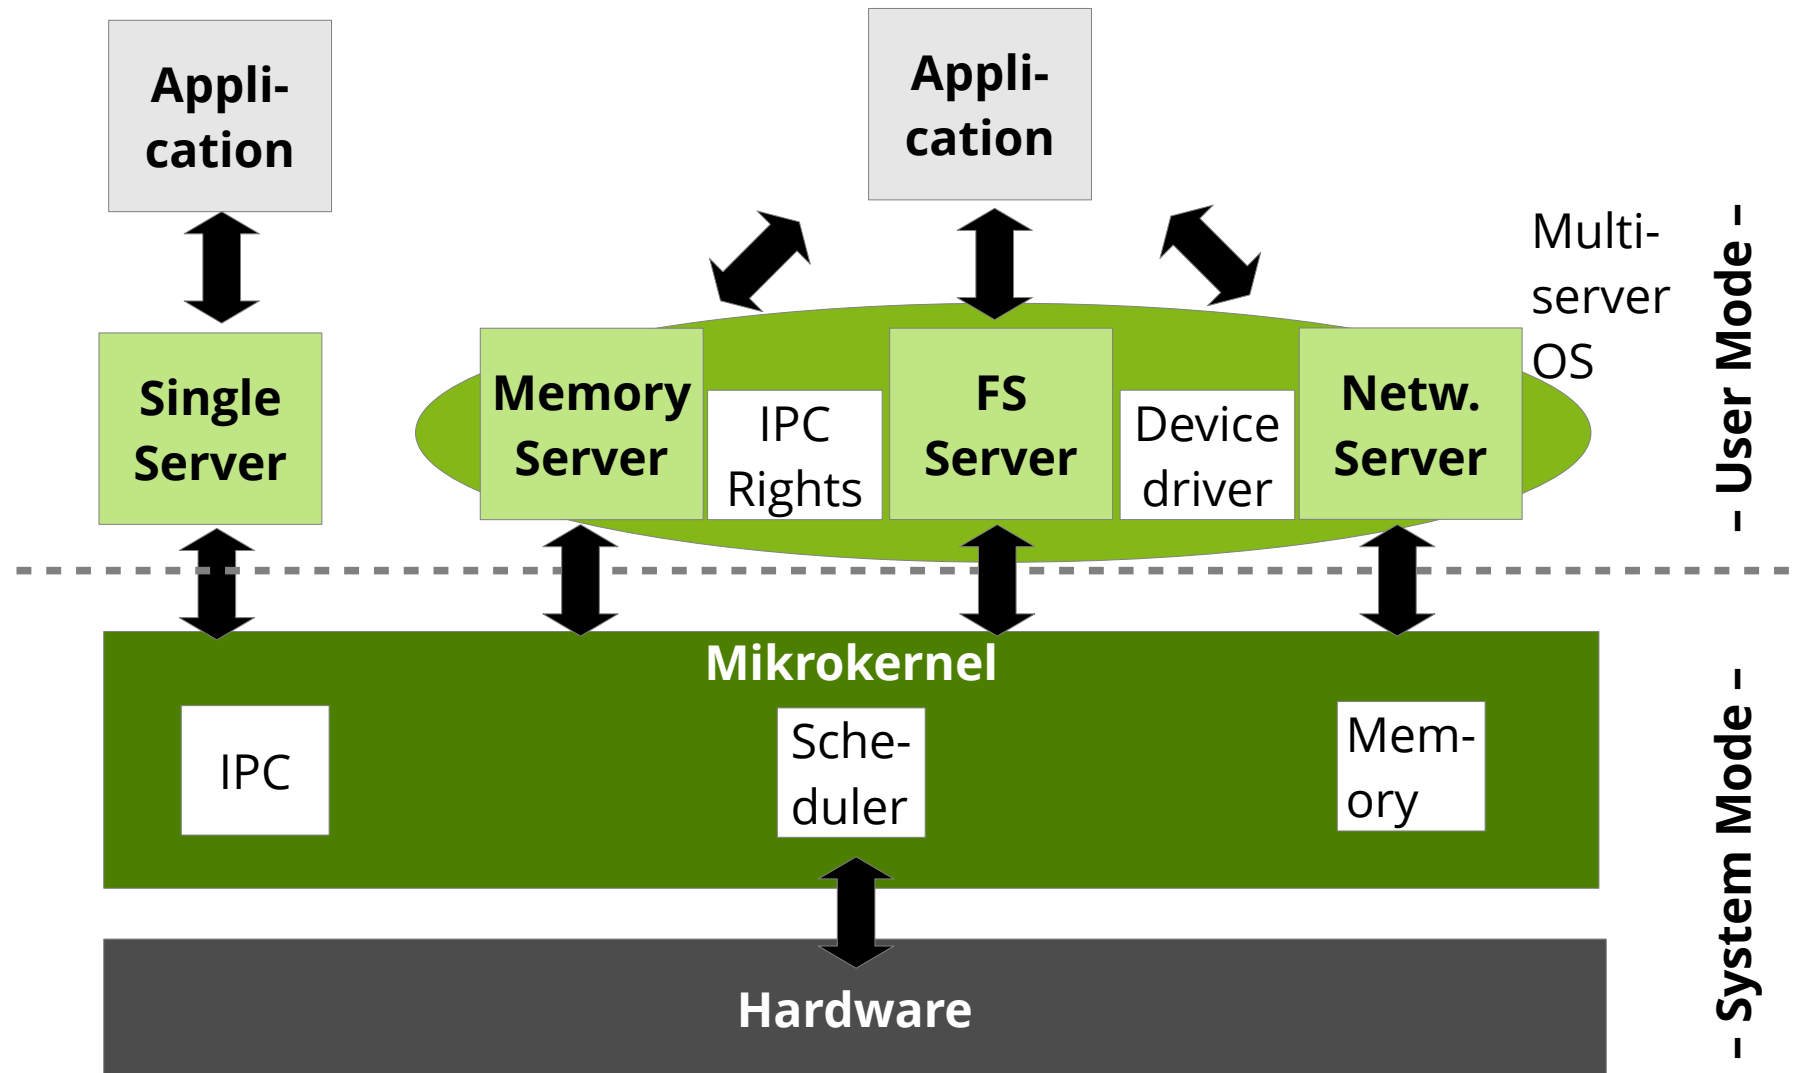 Appli-
cation
Appli-
cation
Multi-
server
OS
– User Mode –
Single
Server
Memory
Server
IPC
Rights
FS
Server
Device
driver
Netw.
Server
Mikrokernel
IPC
Sche-
duler
Mem-
ory
– System Mode –
Hardware